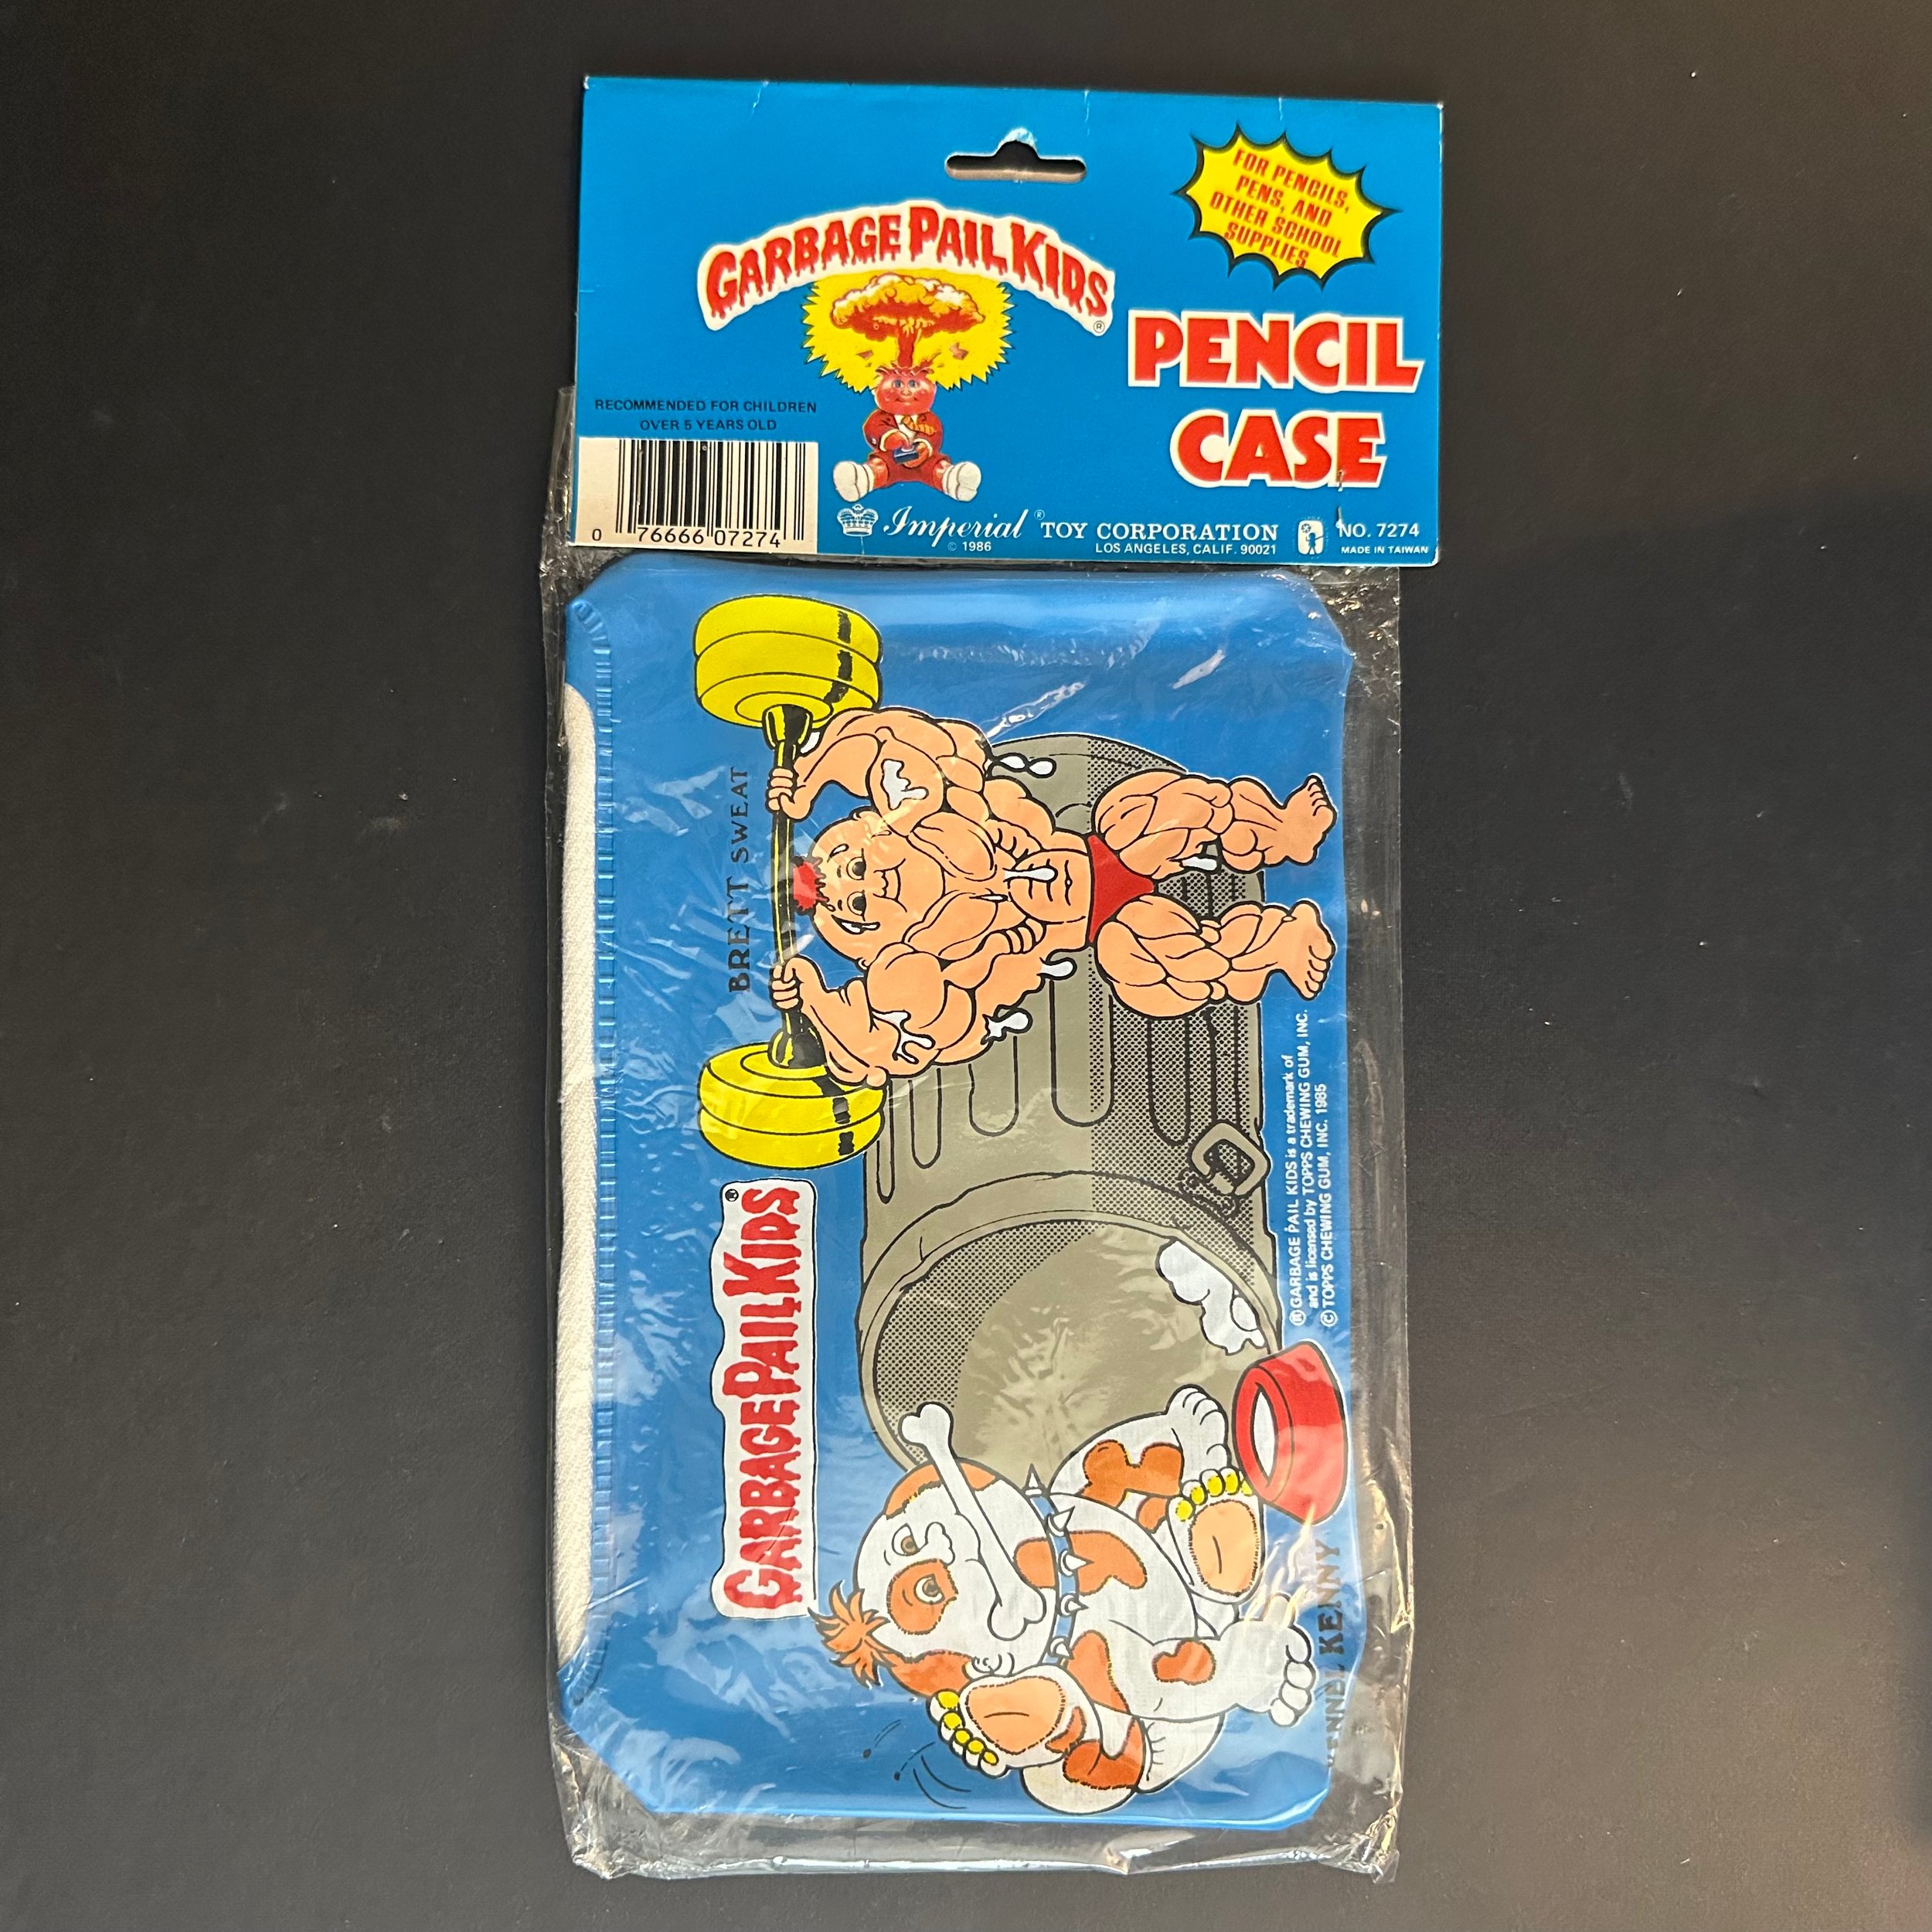 FOR PENCILS,
PENS, AND
OTHER SCHOOL
SUPPLIES
GARBAGE PAIL KIDS®
PENCIL
CASE
RECOMMENDED FOR CHILDREN
OVER 5 YEARS OLD
0 76666 07274
Imperial® TOY CORPORATION
© 1986
LOS ANGELES, CALIF. 90021
NO. 7274
MADE IN TAIWAN
BRETT SWEAT
GARBAGE PAIL KIDS®
® GARBAGE PAIL KIDS is a trademark of
and is licensed by TOPPS CHEWING GUM, INC.
© TOPPS CHEWING GUM, INC. 1985
KENNY